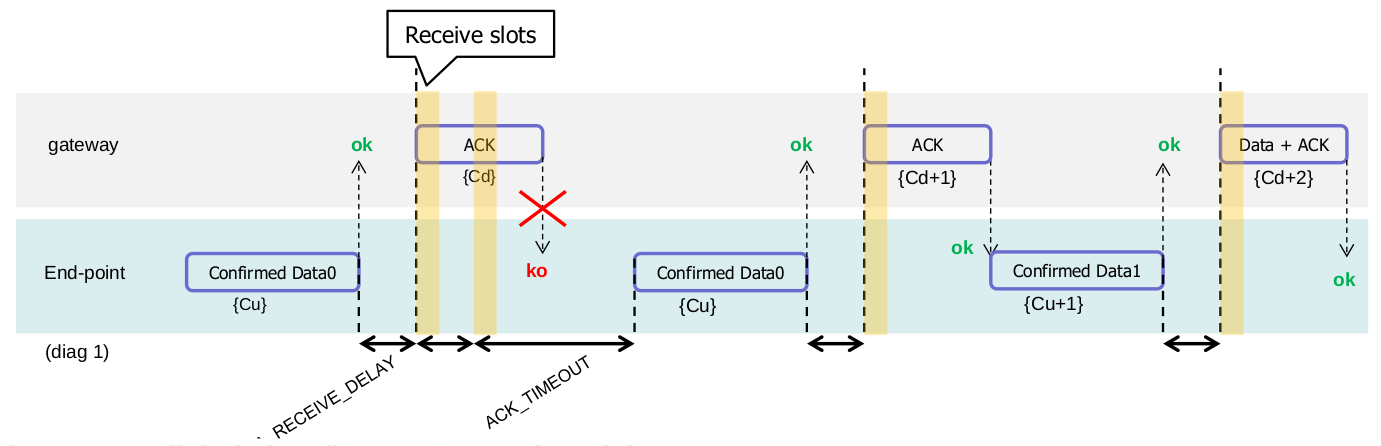 Receive slots
gateway
ok
ACK
{Cd}
ok
ACK
{Cd+1}
ok
Data + ACK
{Cd+2}
End-point
Confirmed Data0
{Cu}
ko
Confirmed Data0
{Cu}
ok
Confirmed Data1
{Cu+1}
ok
(diag 1)
RECEIVE_DELAY
ACK_TIMEOUT